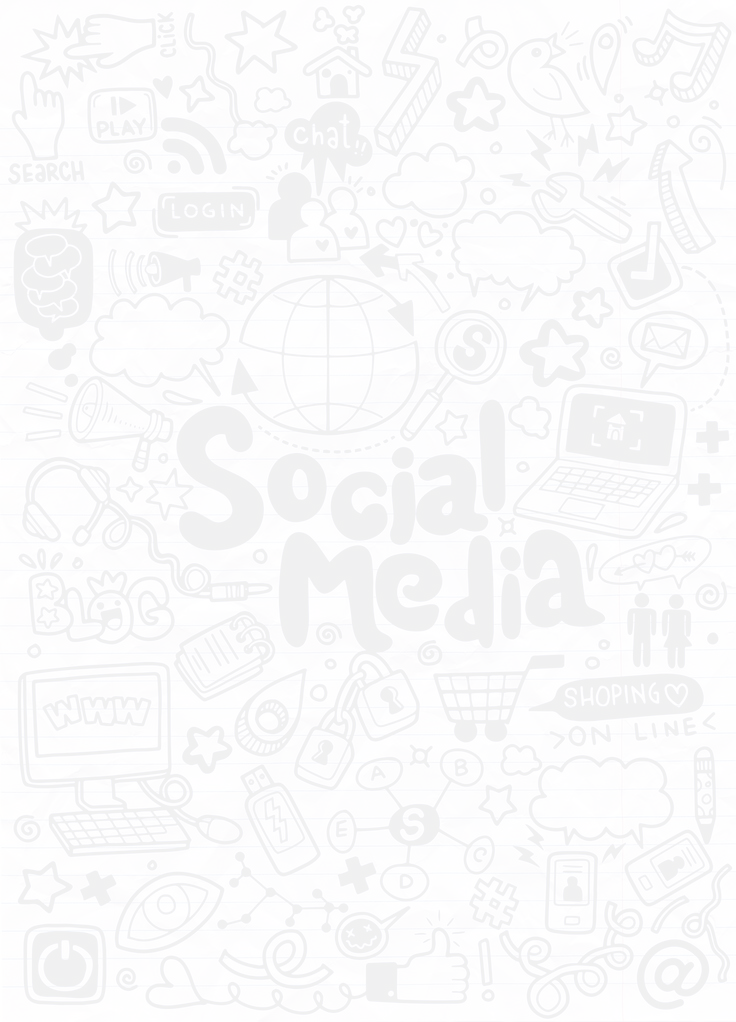 CLICK
PLAY
SEARCH
chat!!
LOGIN
#
S
Social
Media
BLOG
WWW
SHOPING
>ON LINE<
A
B
E
S
C
D
#
!
@